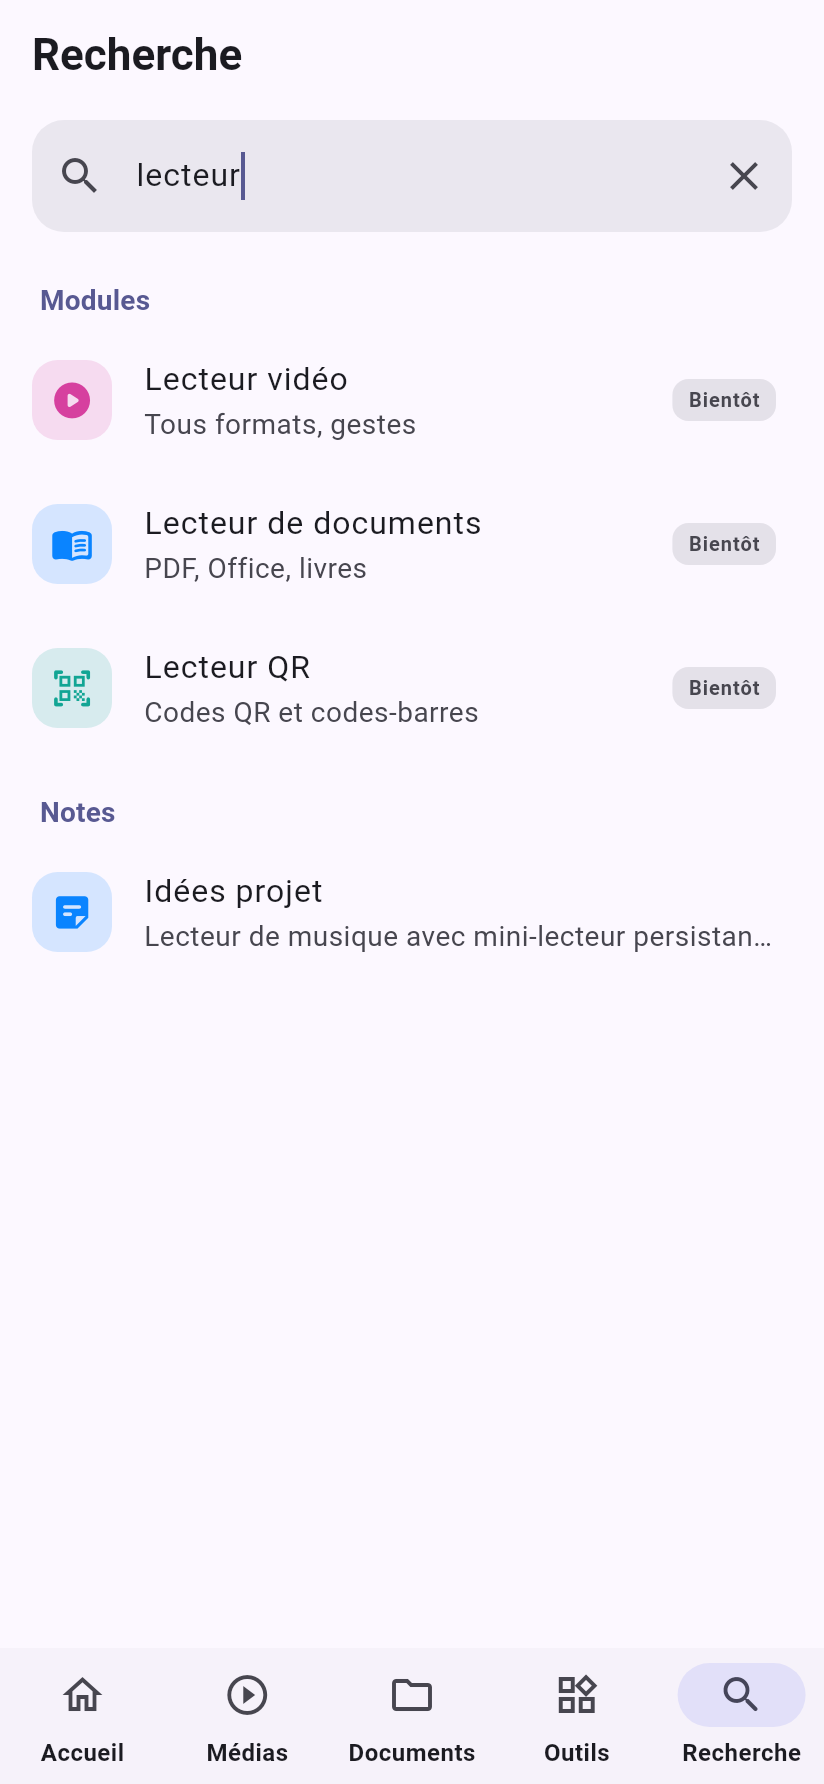 Recherche
lecteur
Modules
Lecteur vidéo
Tous formats, gestes
Bientôt
Lecteur de documents
PDF, Office, livres
Bientôt
Lecteur QR
Codes QR et codes-barres
Bientôt
Notes
Idées projet
Lecteur de musique avec mini-lecteur persistan…
Accueil
Médias
Documents
Outils
Recherche